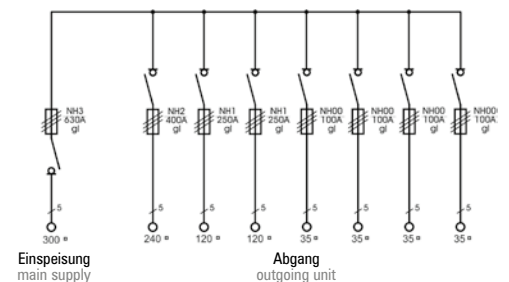 NH3 NH2 NH1 NH1 NH00 NH00 NH00 NH00
630A 400A 250A 250A 100A 100A 100A 100A
gl gl gl gl gl gl gl gl
5 5 5 5 5 5 5 5
300 ¤ 240 ¤ 120 ¤ 120 ¤ 35 ¤ 35 ¤ 35 ¤ 35 ¤
Einspeisung Abgang
main supply outgoing unit